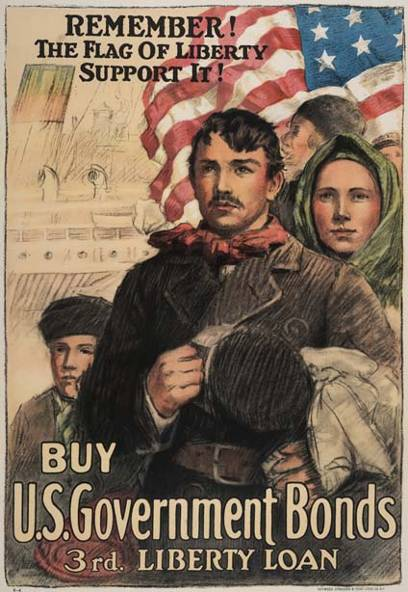 REMEMBER!
THE FLAG OF LIBERTY
SUPPORT IT!
BUY
U.S.Government Bonds
3rd. LIBERTY LOAN